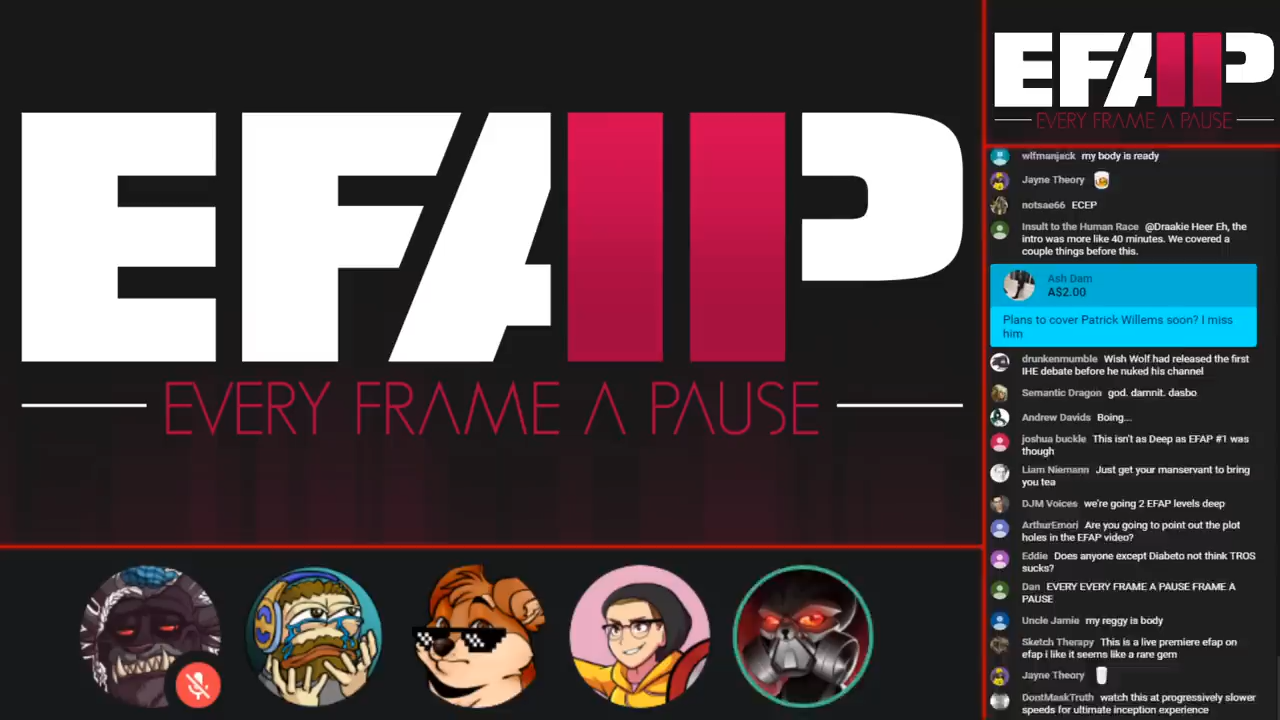 EFAP
EVERY FRAME A PAUSE
EFAP
EVERY FRAME A PAUSE
wlfmanjack my body is ready
Jayne Theory
notsae66 ECEP
Insult to the Human Race @Draakie Heer Eh, the
intro was more like 40 minutes. We covered a
couple things before this.
Ash Dam
A$2.00
Plans to cover Patrick Willems soon? I miss
him
drunkenmumble Wish Wolf had released the first
IHE debate before he nuked his channel
Semantic Dragon god. damnit. dasbo
Andrew Davids Boing...
joshua buckle This isn't as Deep as EFAP #1 was
though
Liam Niemann Just get your manservant to bring
you tea
DJM Voices we're going 2 EFAP levels deep
ArthurEmori Are you going to point out the plot
holes in the EFAP video?
Eddie Does anyone except Diabeto not think TROS
sucks?
Dan EVERY EVERY FRAME A PAUSE FRAME A
PAUSE
Uncle Jamie my reggy is body
Sketch Therapy This is a live premiere efap on
efap i like it seems like a rare gem
Jayne Theory
DontMaskTruth watch this at progressively slower
speeds for ultimate inception experience